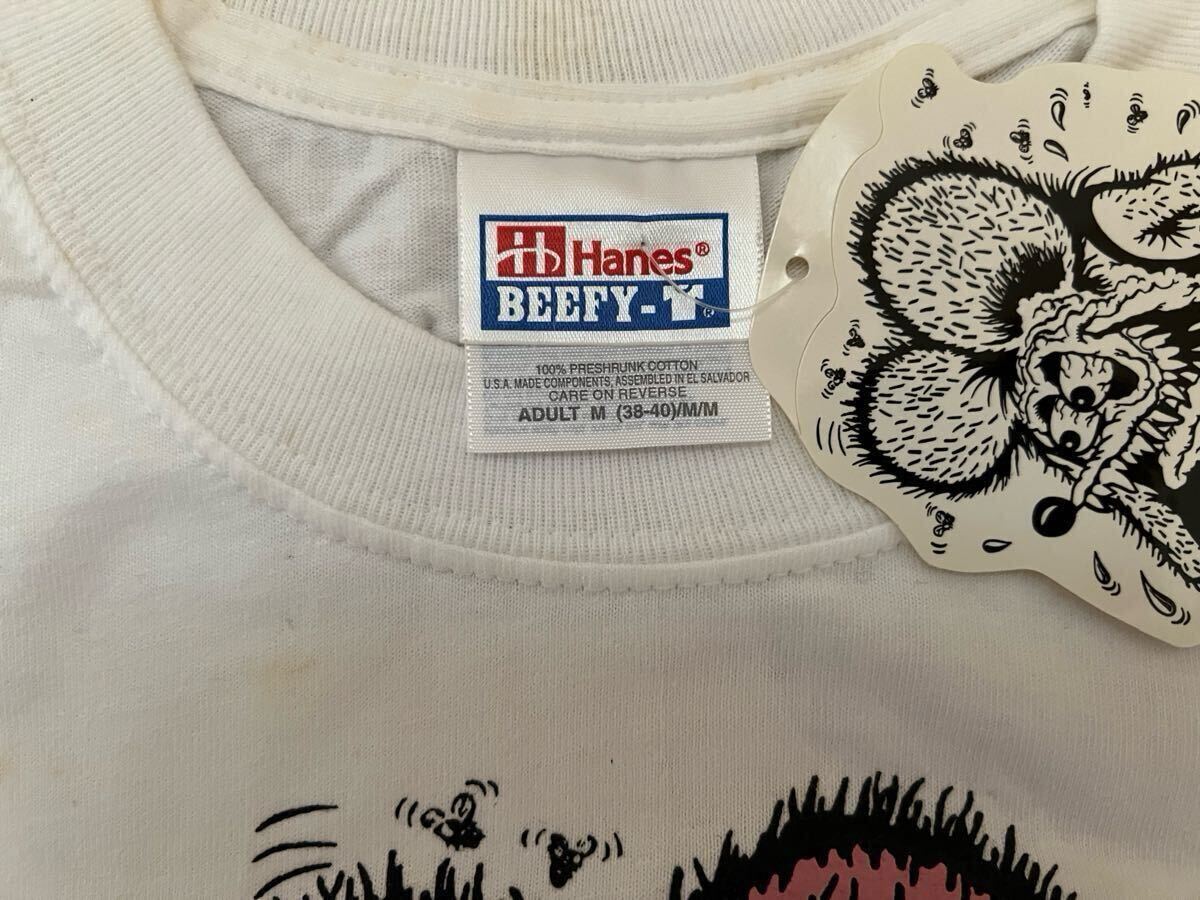 Hanes®
BEEFY-T®
100% PRESHRUNK COTTON
U.S.A. MADE COMPONENTS, ASSEMBLED IN EL SALVADOR
CARE ON REVERSE
ADULT M (38-40)/M/M